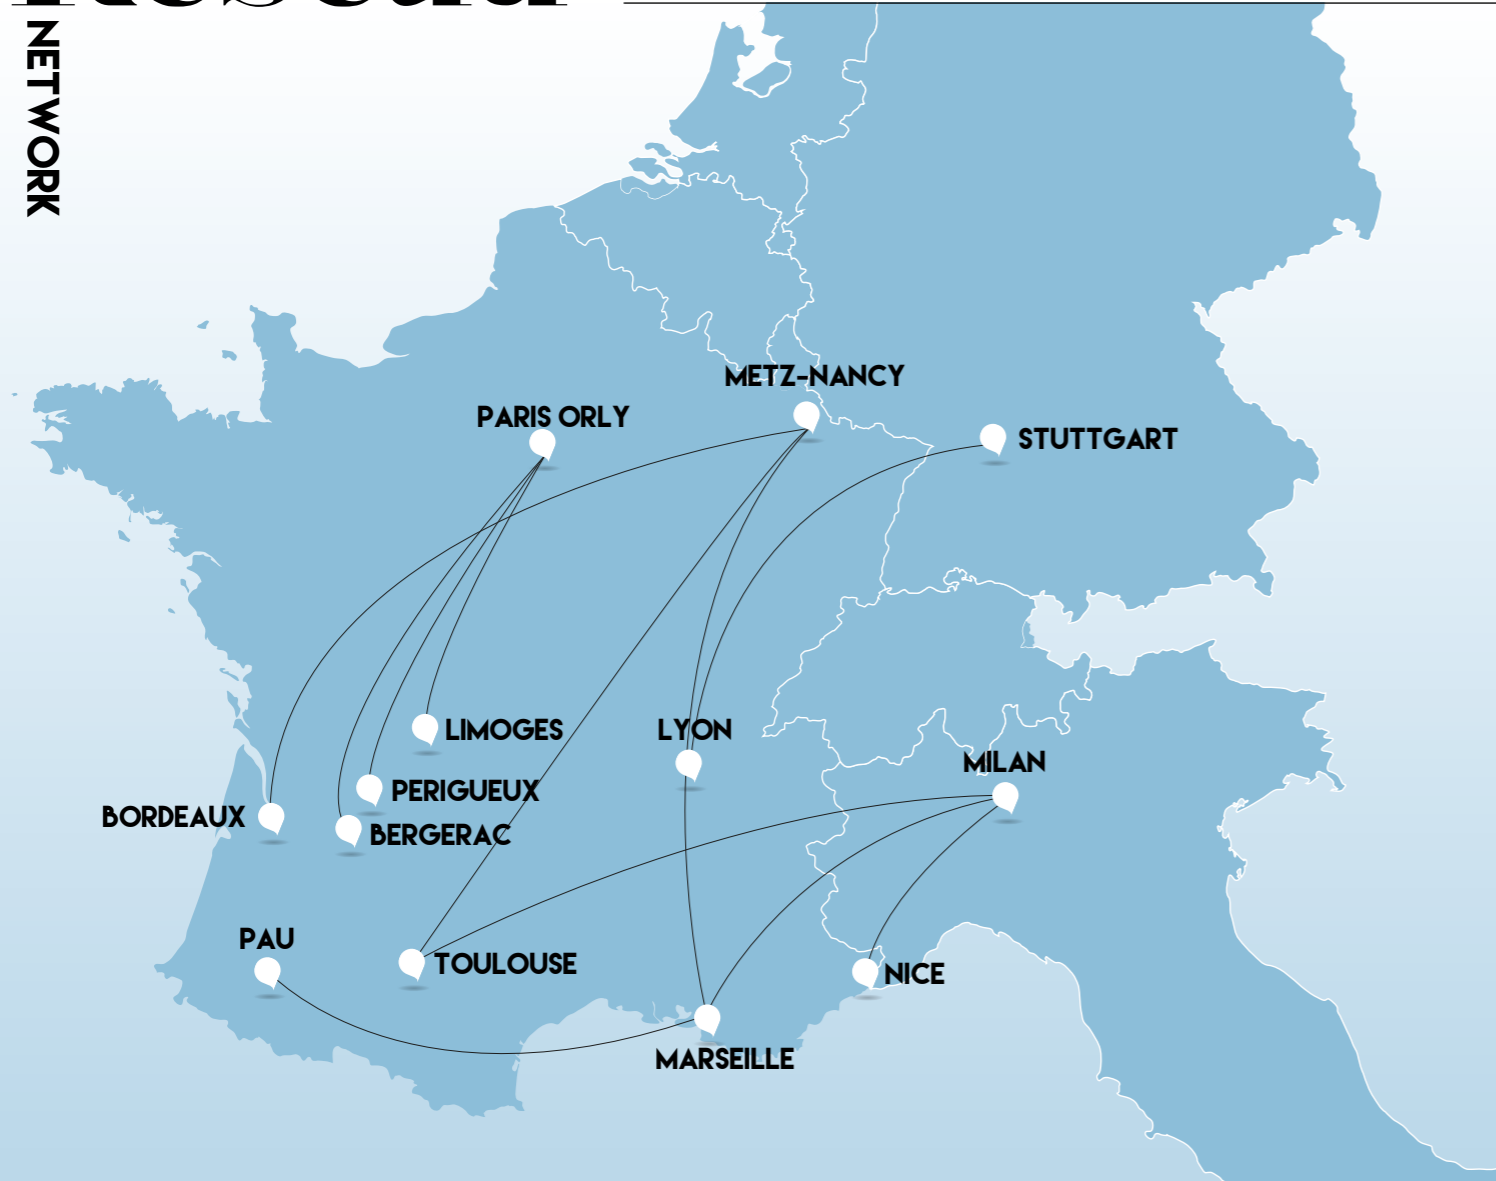 NETWORK
METZ-NANCY
PARIS ORLY
STUTTGART
LIMOGES
LYON
MILAN
PERIGUEUX
BORDEAUX
BERGERAC
PAU
TOULOUSE
NICE
MARSEILLE